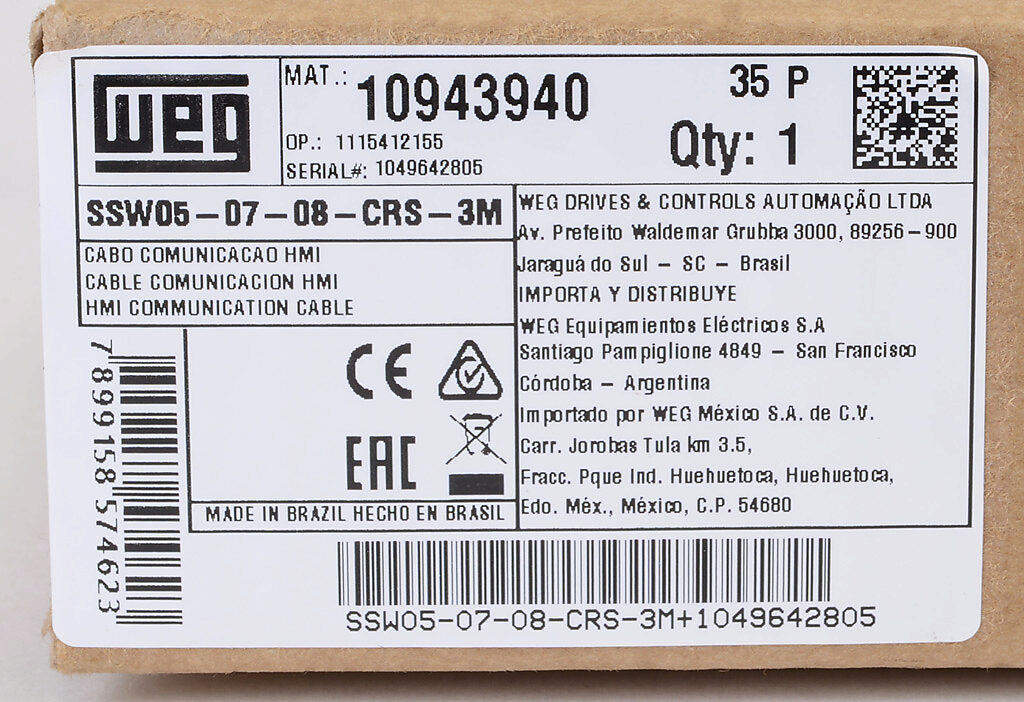 weg
MAT.: 10943940
35 P
Qty: 1
OP.: 1115412155
SERIAL#: 1049642805
SSW05-07-08-CRS-3M
CABO COMUNICACAO HMI
CABLE COMUNICACION HMI
HMI COMMUNICATION CABLE
WEG DRIVES & CONTROLS AUTOMAÇÃO LTDA
Av. Prefeito Waldemar Grubba 3000, 89256-900
Jaraguá do Sul - SC - Brasil
IMPORTA Y DISTRIBUYE
WEG Equipamientos Eléctricos S.A
Santiago Pampiglione 4849 - San Francisco
Córdoba - Argentina
Importado por WEG México S.A. de C.V.
Carr. Jorobas Tula km 3.5,
Fracc. Pque Ind. Huehuetoca, Huehuetoca,
Edo. Méx., México, C.P. 54680
CE
EAC
MADE IN BRAZIL HECHO EN BRASIL
7 899158 574623
SSW05-07-08-CRS-3M+1049642805